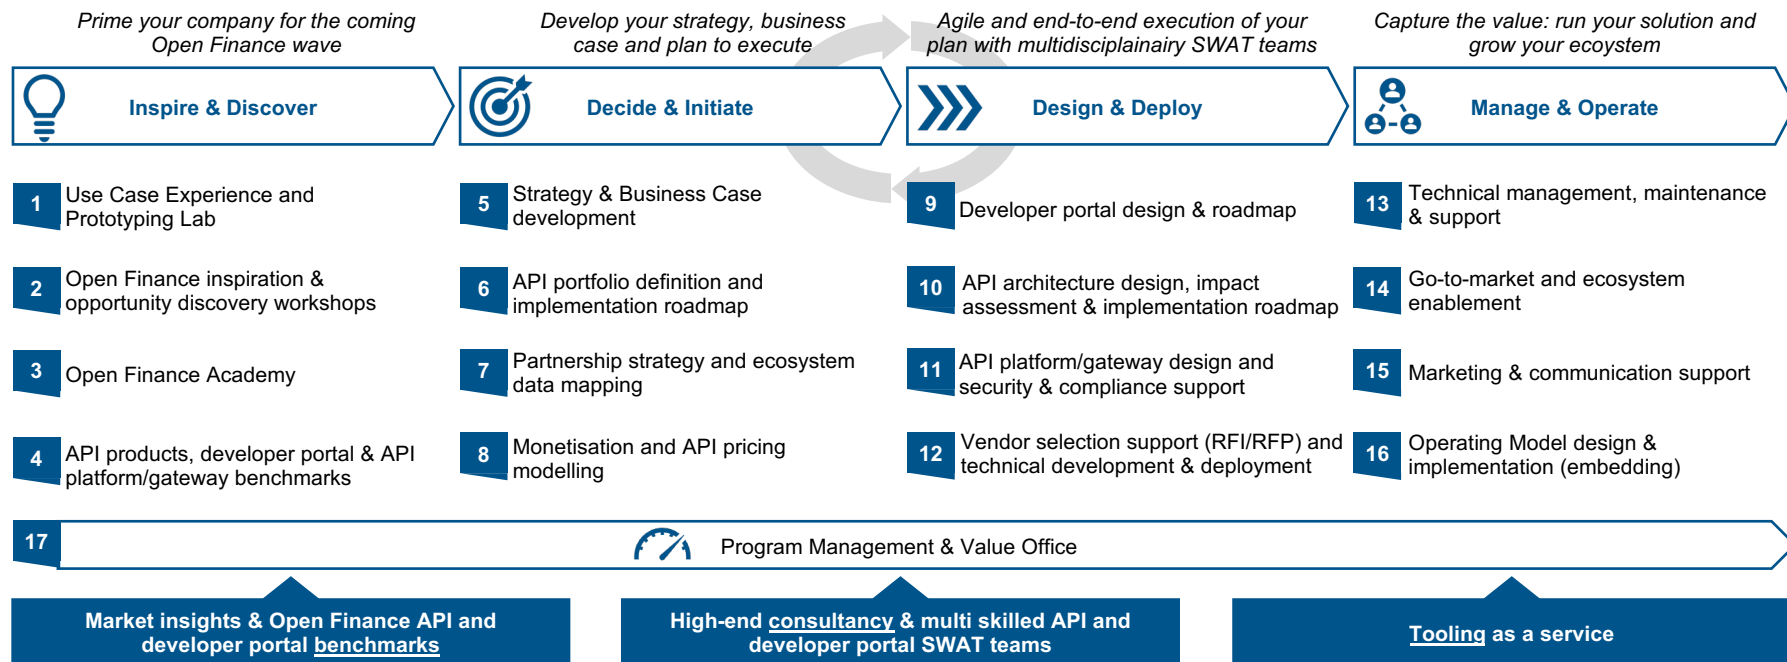 Prime your company for the coming
Open Finance wave
Develop your strategy, business
case and plan to execute
Agile and end-to-end execution of your
plan with multidisciplainairy SWAT teams
Capture the value: run your solution and
grow your ecoystem
Inspire & Discover
Decide & Initiate
Design & Deploy
Manage & Operate
1
Use Case Experience and
Prototyping Lab
2
Open Finance inspiration &
opportunity discovery workshops
3
Open Finance Academy
4
API products, developer portal & API
platform/gateway benchmarks
5
Strategy & Business Case
development
6
API portfolio definition and
implementation roadmap
7
Partnership strategy and ecosystem
data mapping
8
Monetisation and API pricing
modelling
9
Developer portal design & roadmap
10
API architecture design, impact
assessment & implementation roadmap
11
API platform/gateway design and
security & compliance support
12
Vendor selection support (RFI/RFP) and
technical development & deployment
13
Technical management, maintenance
& support
14
Go-to-market and ecosystem
enablement
15
Marketing & communication support
16
Operating Model design &
implementation (embedding)
17
Program Management & Value Office
Market insights & Open Finance API and
developer portal benchmarks
High-end consultancy & multi skilled API and
developer portal SWAT teams
Tooling as a service